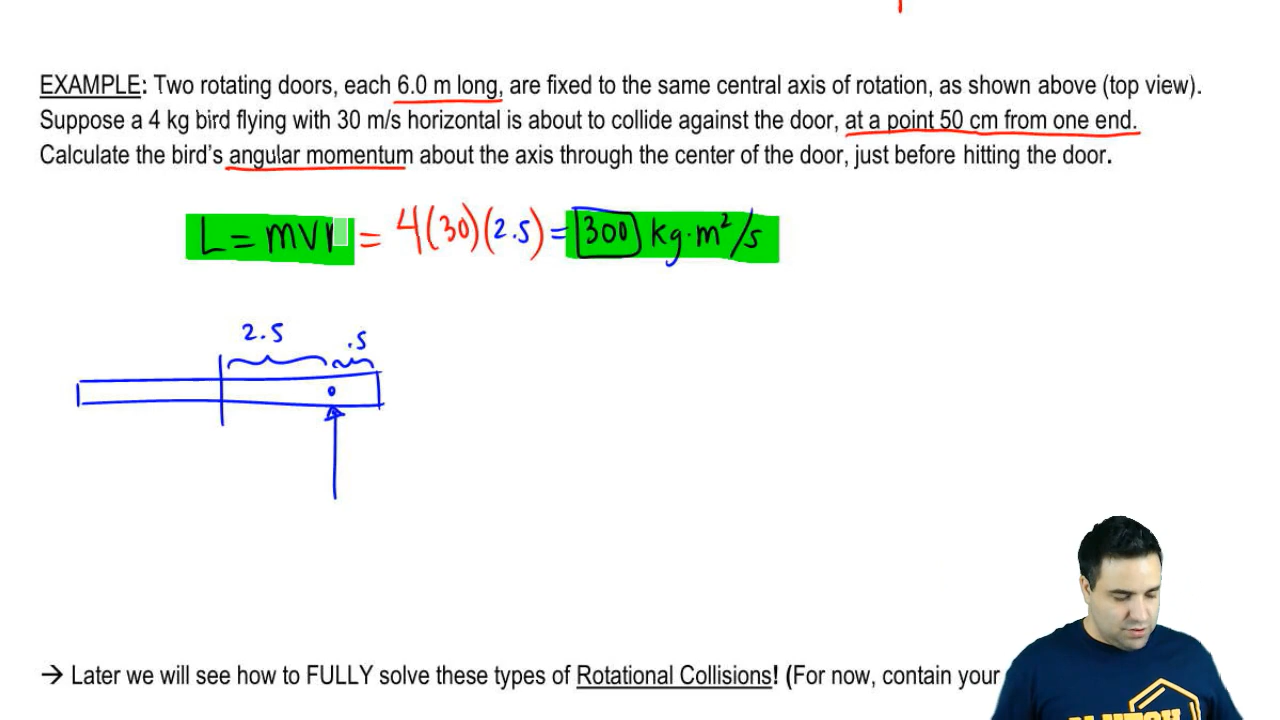 EXAMPLE: Two rotating doors, each 6.0 m long, are fixed to the same central axis of rotation, as shown above (top view).
Suppose a 4 kg bird flying with 30 m/s horizontal is about to collide against the door, at a point 50 cm from one end.
Calculate the bird's angular momentum about the axis through the center of the door, just before hitting the door.
L = mvr = 4(30)(2.5) = 300 kg·m²/s
2.5 .5
→ Later we will see how to FULLY solve these types of Rotational Collisions! (For now, contain your